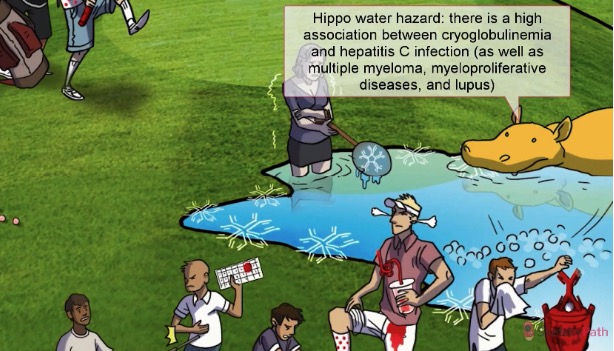 Hippo water hazard: there is a high
association between cryoglobulinemia
and hepatitis C infection (as well as
multiple myeloma, myeloproliferative
diseases, and lupus)